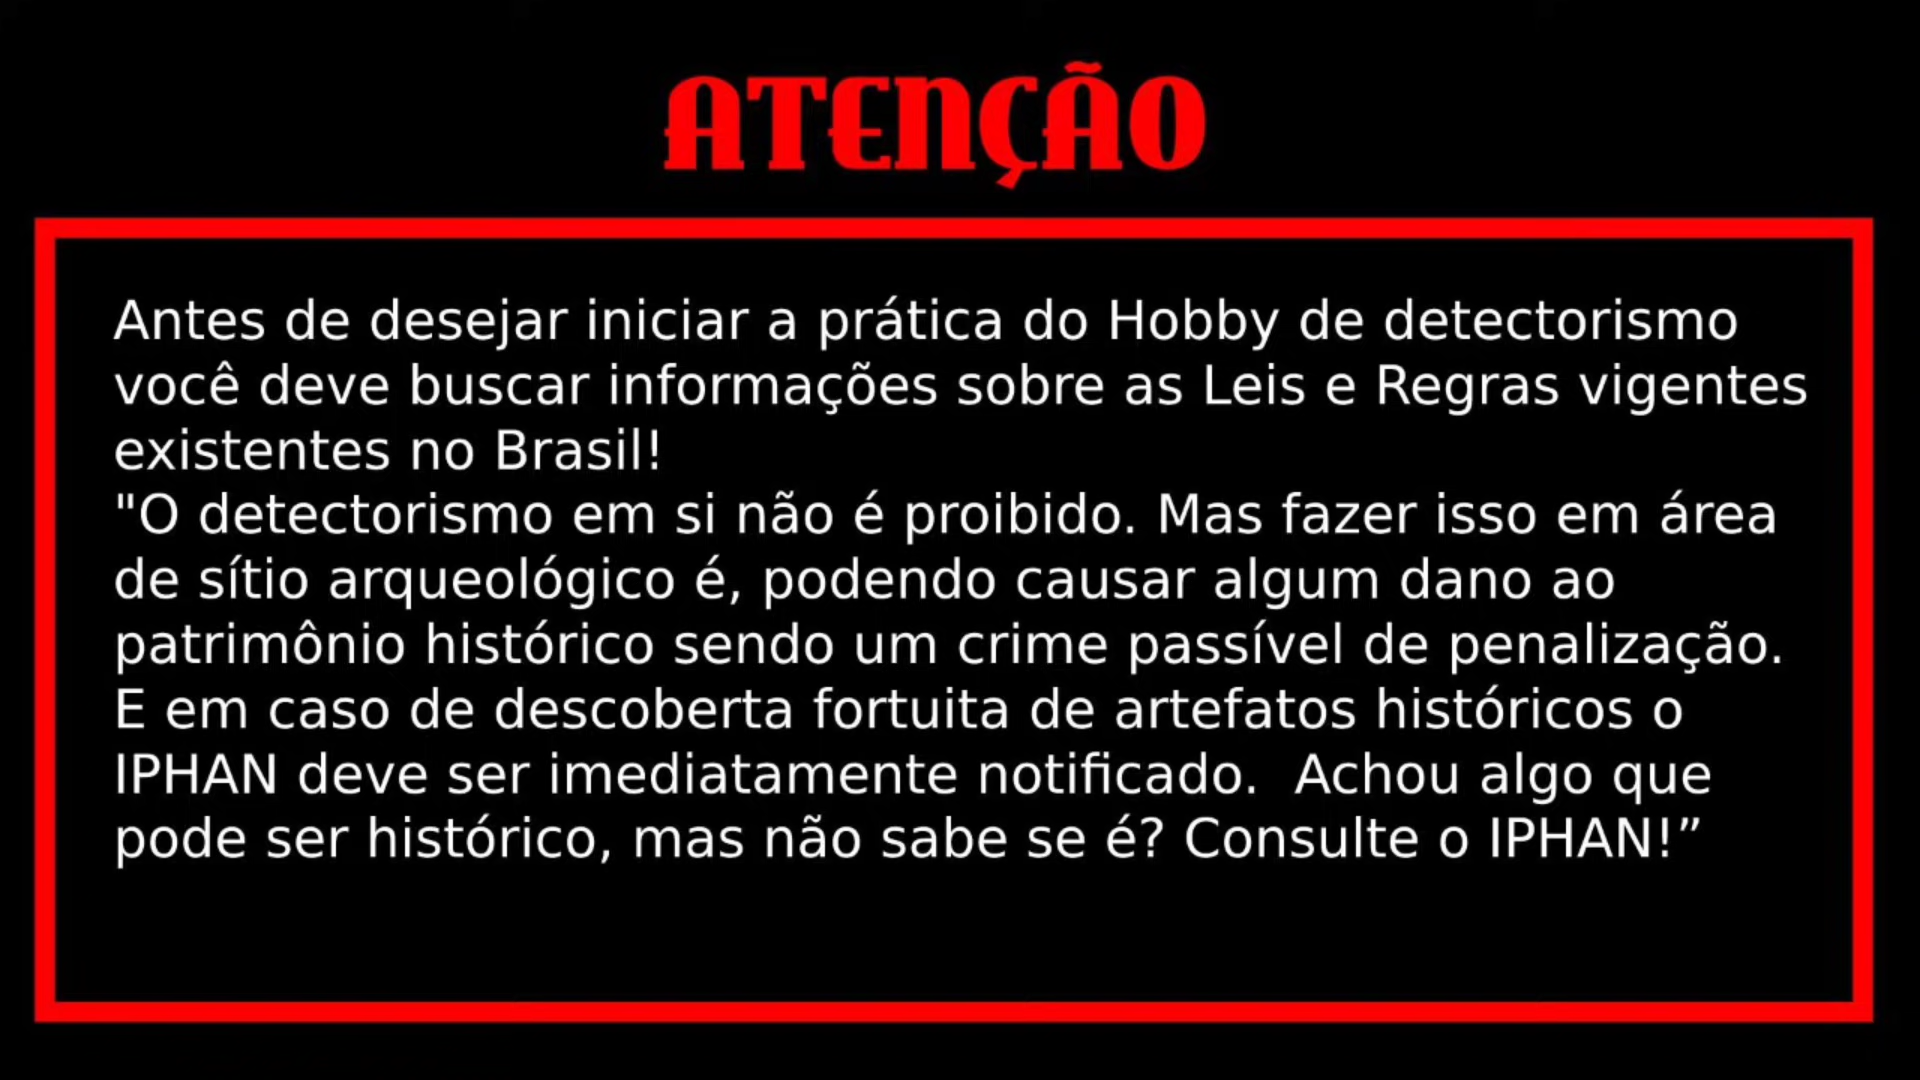 ATENÇÃO
Antes de desejar iniciar a prática do Hobby de detectorismo
você deve buscar informações sobre as Leis e Regras vigentes
existentes no Brasil!
"O detectorismo em si não é proibido. Mas fazer isso em área
de sítio arqueológico é, podendo causar algum dano ao
patrimônio histórico sendo um crime passível de penalização.
E em caso de descoberta fortuita de artefatos históricos o
IPHAN deve ser imediatamente notificado.  Achou algo que
pode ser histórico, mas não sabe se é? Consulte o IPHAN!”